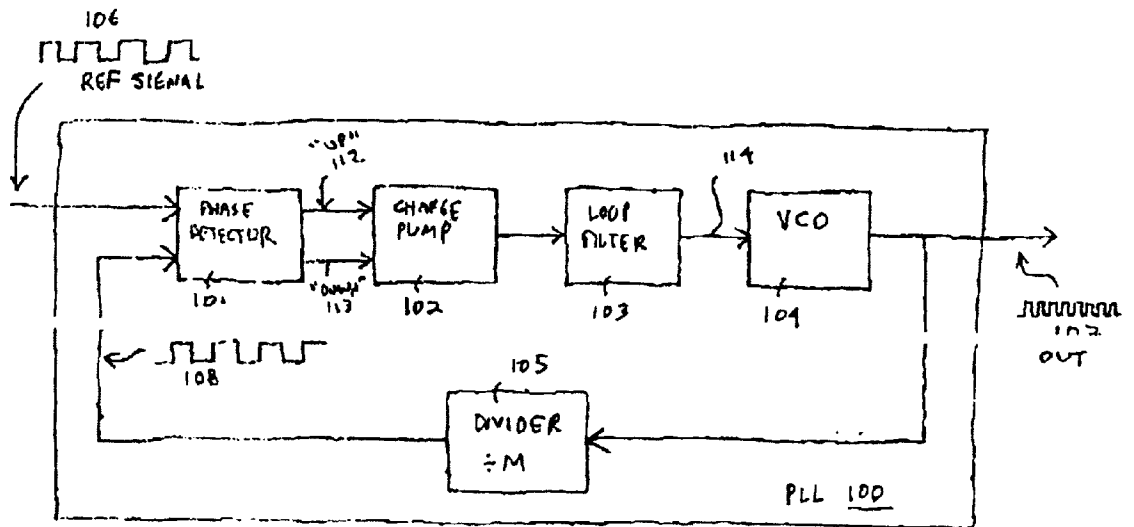 106
REF SIGNAL
"UP"
112
114
PHASE
DETECTOR
CHARGE
PUMP
LOOP
FILTER
VCO
"DOWN"
113
101
102
103
104
107
OUT
108
105
DIVIDER
÷M
PLL 100